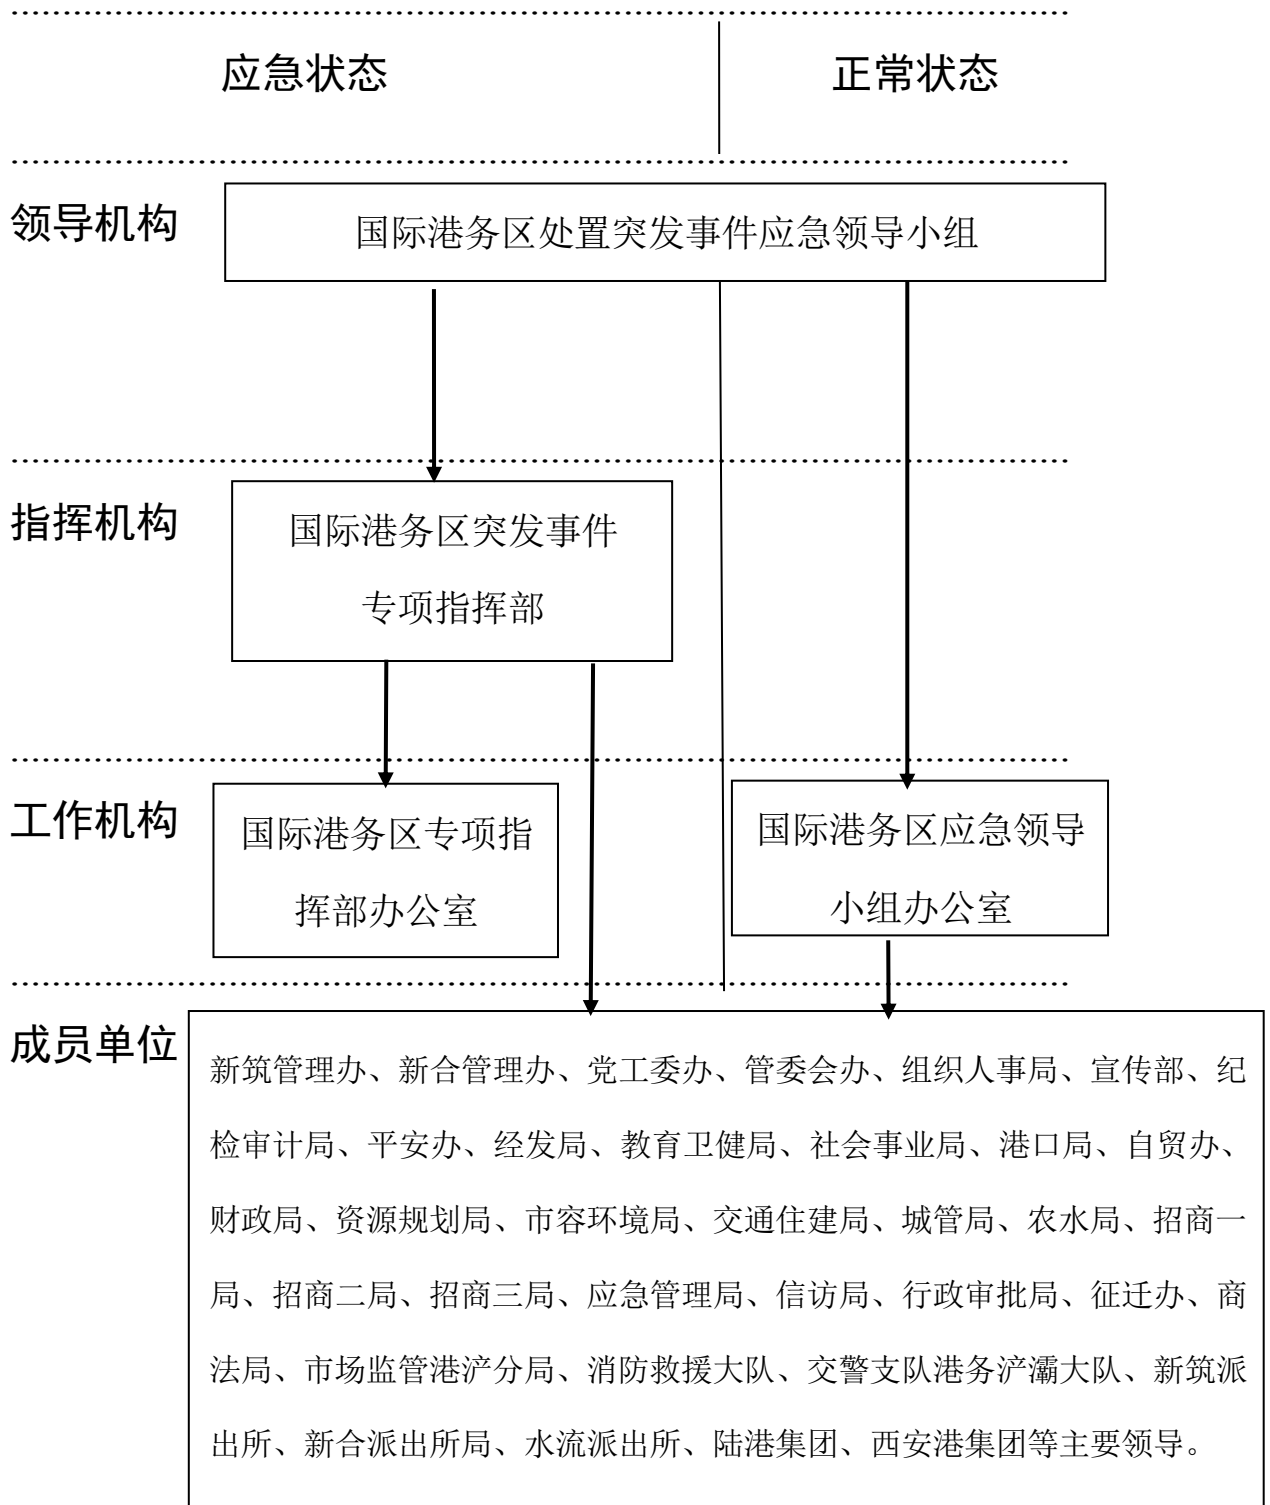 应急状态
正常状态
领导机构
国际港务区处置突发事件应急领导小组
指挥机构
国际港务区突发事件
专项指挥部
工作机构
国际港务区专项指
挥部办公室
国际港务区应急领导
小组办公室
成员单位
新筑管理办、新合管理办、党工委办、管委会办、组织人事局、宣传部、纪
检审计局、平安办、经发局、教育卫健局、社会事业局、港口局、自贸办、
财政局、资源规划局、市容环境局、交通住建局、城管局、农水局、招商一
局、招商二局、招商三局、应急管理局、信访局、行政审批局、征迁办、商
法局、市场监管港浐分局、消防救援大队、交警支队港务浐灞大队、新筑派
出所、新合派出所局、水流派出所、陆港集团、西安港集团等主要领导。